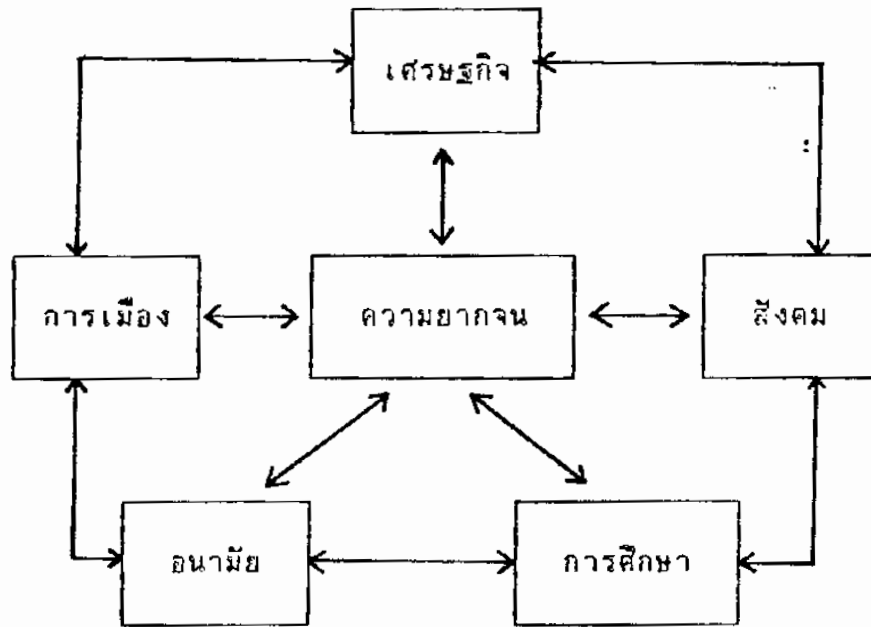 เศรษฐกิจ
การเมือง
ความยากจน
สังคม
อนามัย
การศึกษา